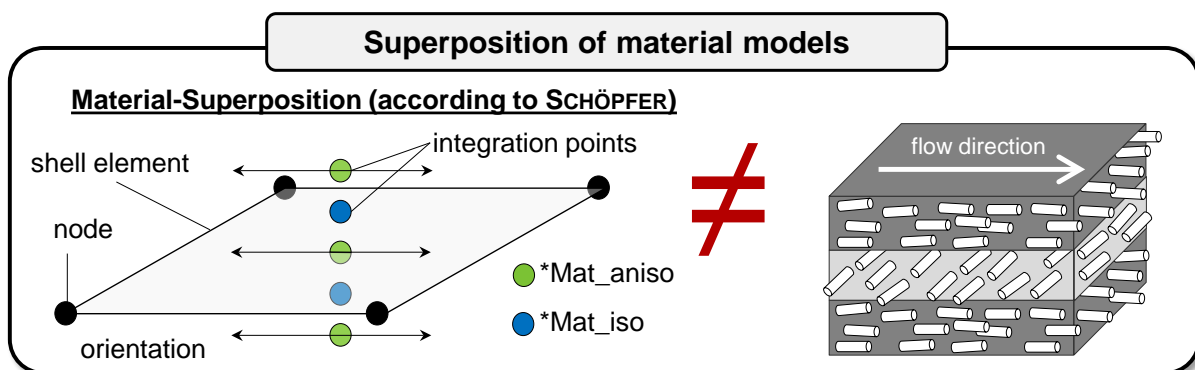 Superposition of material models
Material-Superposition (according to SCHÖPFER)
shell element
integration points
node
orientation
*Mat_aniso
*Mat_iso
≠
flow direction